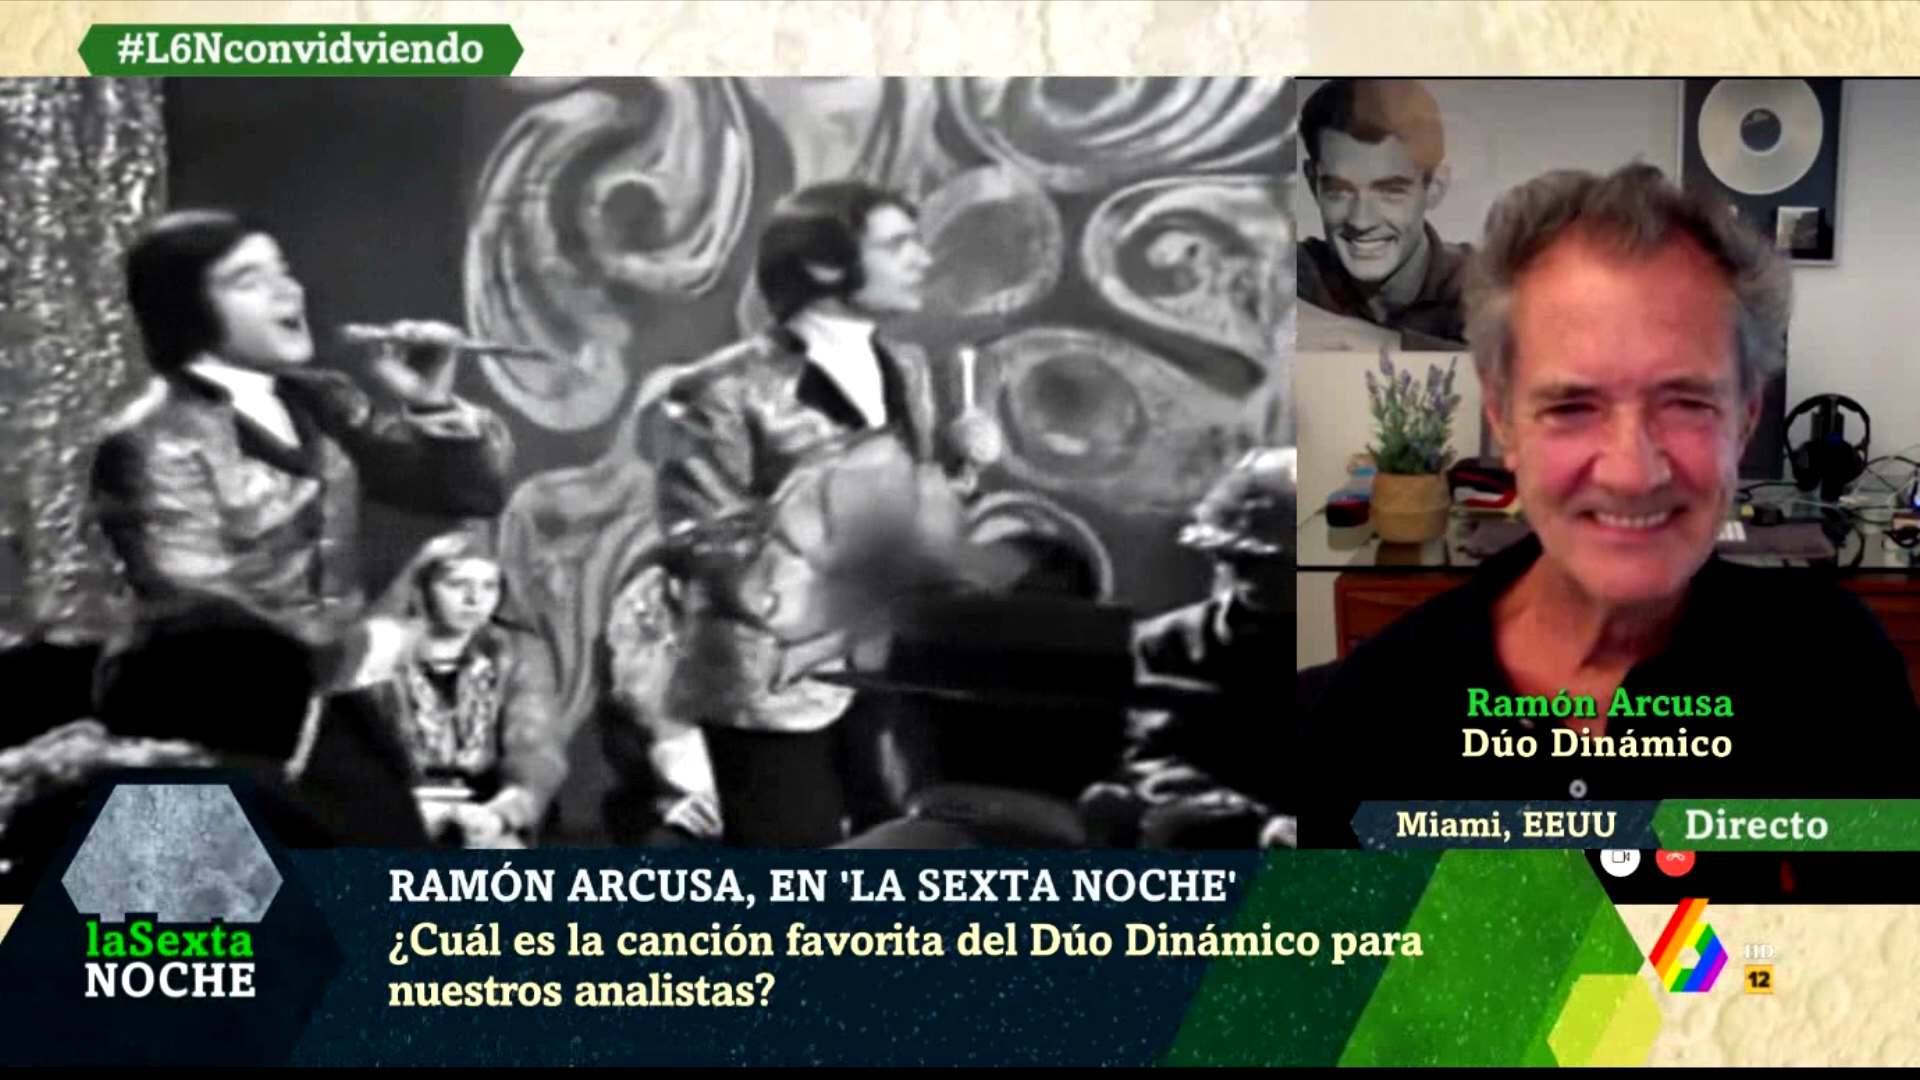 #L6Nconvidviendo
Ramón Arcusa
Dúo Dinámico
Miami, EEUU
Directo
RAMÓN ARCUSA, EN 'LA SEXTA NOCHE'
¿Cuál es la canción favorita del Dúo Dinámico para
nuestros analistas?
laSexta
NOCHE
HD
12